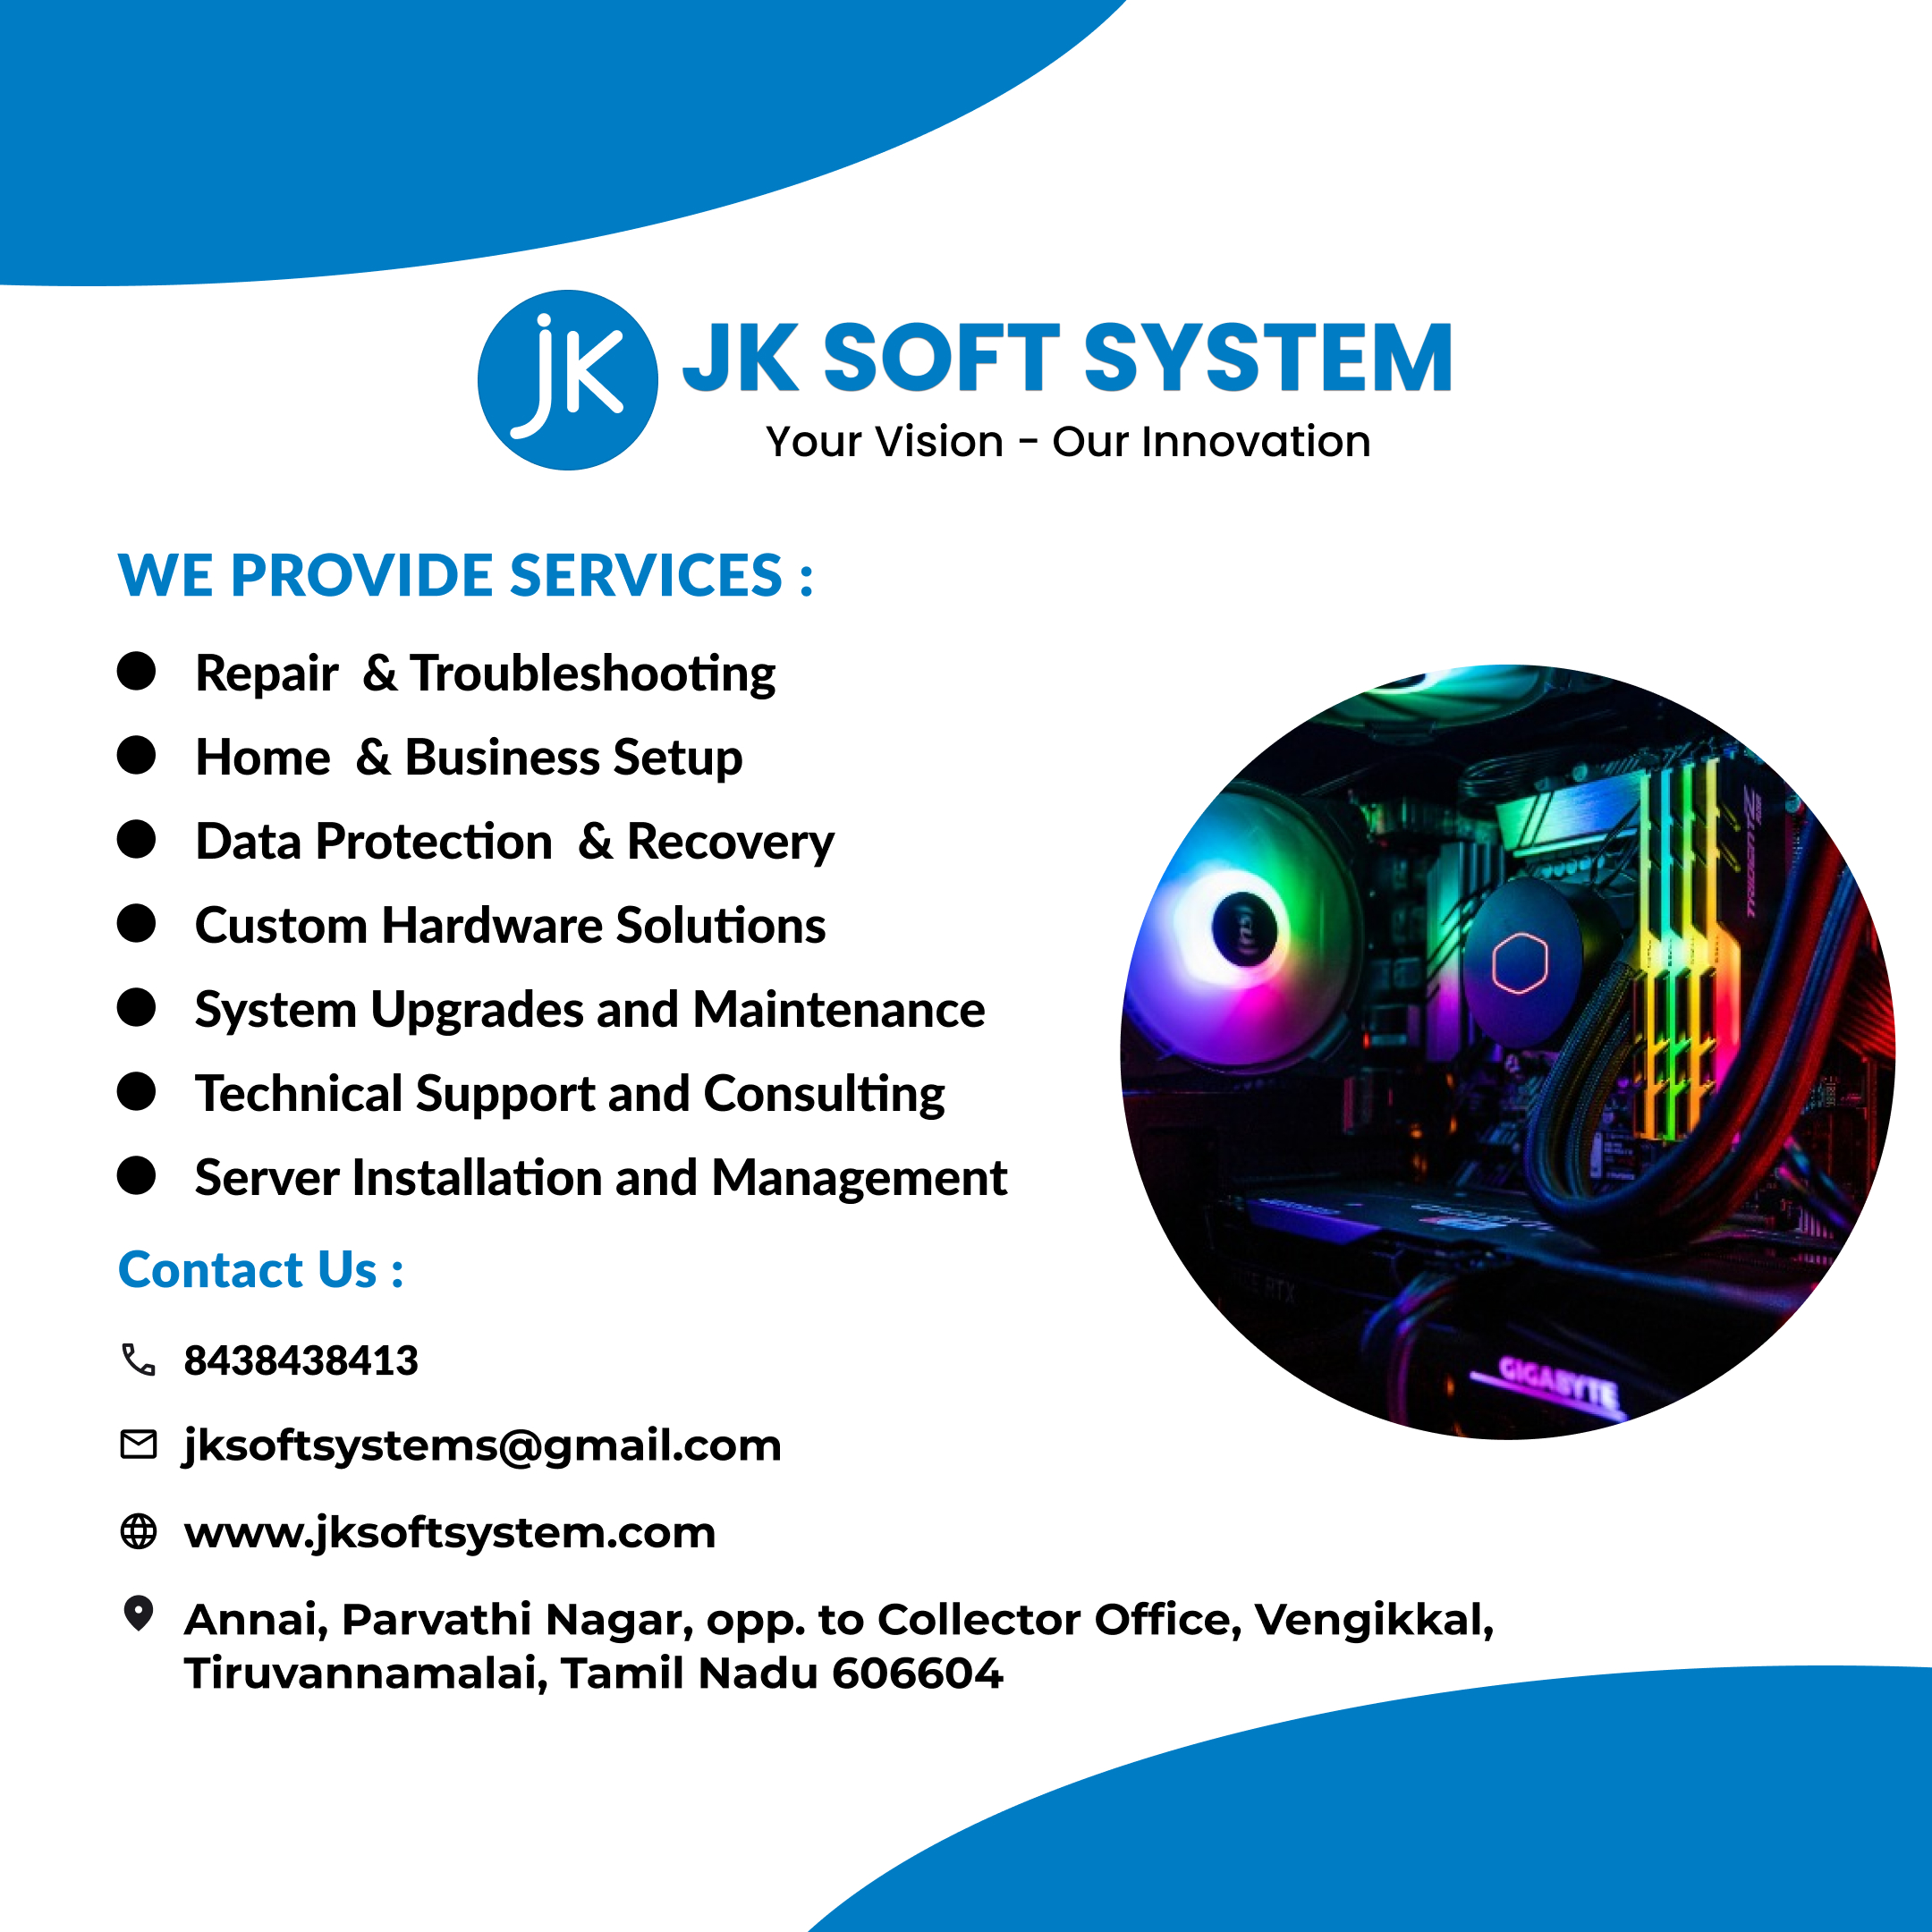 jK
JK SOFT SYSTEM
Your Vision - Our Innovation
WE PROVIDE SERVICES :
Repair & Troubleshooting
Home & Business Setup
Data Protection & Recovery
Custom Hardware Solutions
System Upgrades and Maintenance
Technical Support and Consulting
Server Installation and Management
TRIDENT Z
RTX
GIGABYTE
Contact Us :
8438438413
jksoftsystems@gmail.com
www.jksoftsystem.com
Annai, Parvathi Nagar, opp. to Collector Office, Vengikkal,
Tiruvannamalai, Tamil Nadu 606604